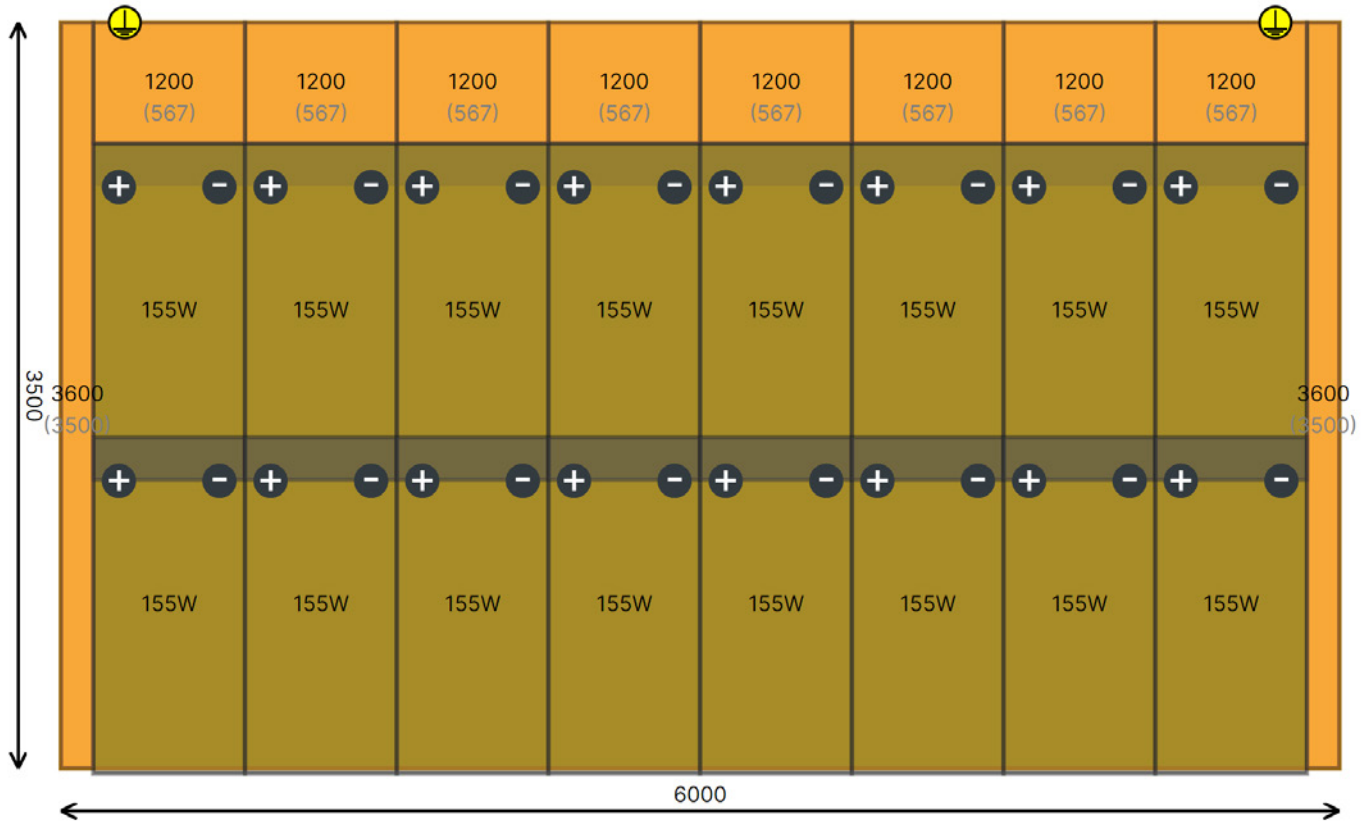 1200 1200 1200 1200 1200 1200 1200 1200
(567) (567) (567) (567) (567) (567) (567) (567)
+ - + - + - + - + - + - + - + -
155W 155W 155W 155W 155W 155W 155W 155W
3500
3600 3600
(3500) (3500)
+ - + - + - + - + - + - + - + -
155W 155W 155W 155W 155W 155W 155W 155W
6000